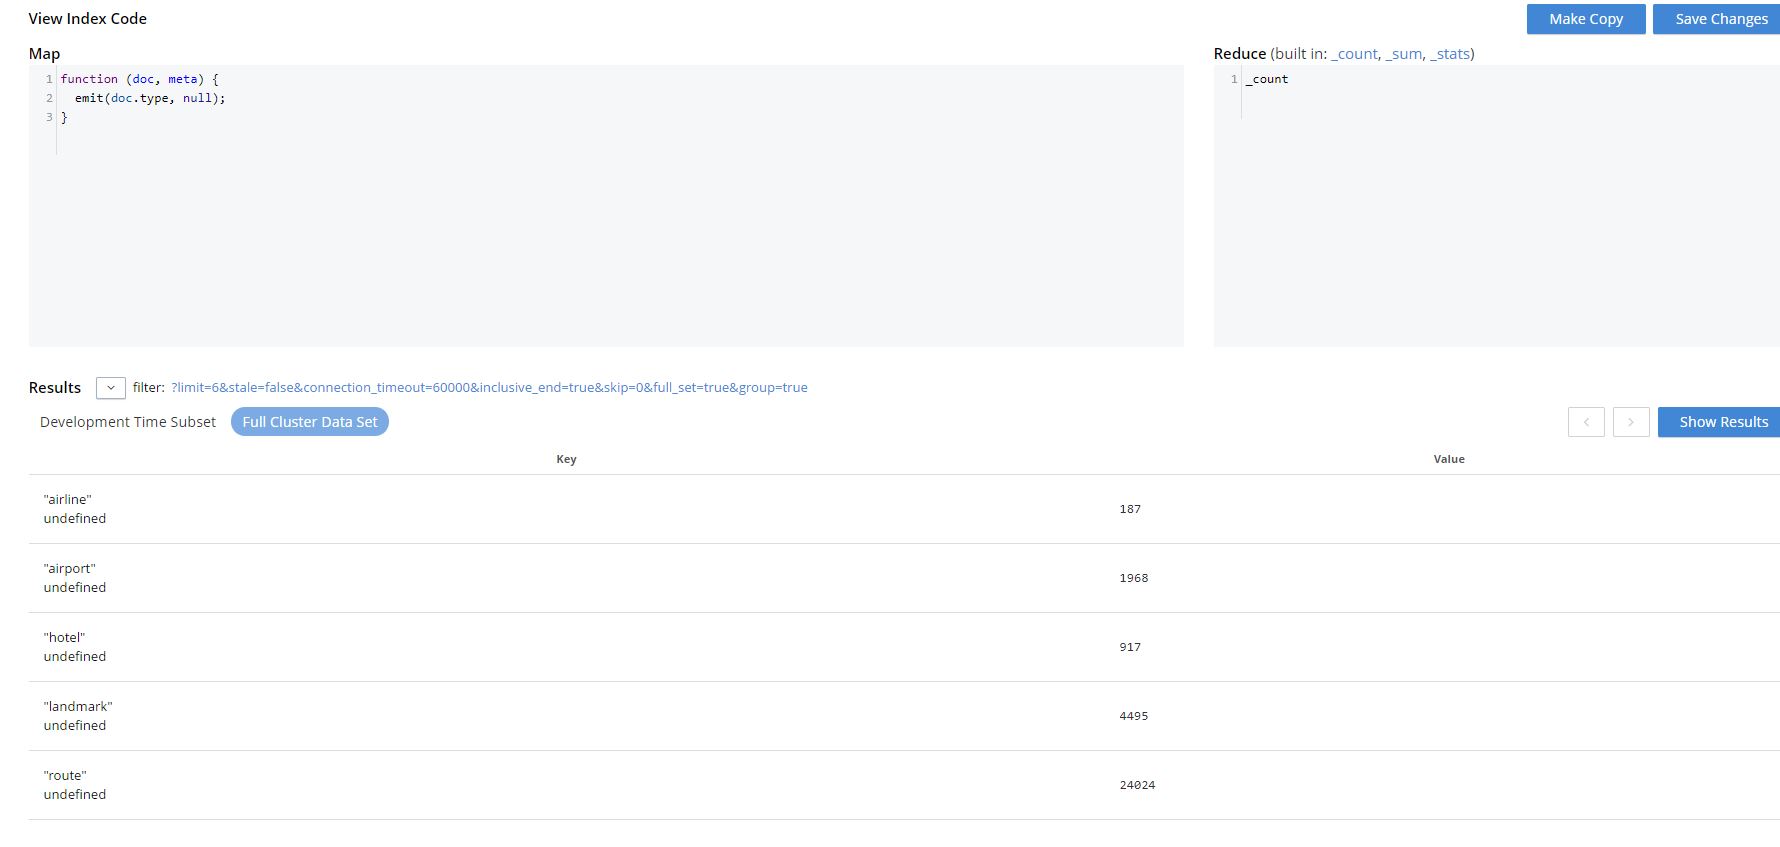 View Index Code
Make Copy
Save Changes
Map
Reduce (built in: _count, _sum, _stats)
1 function (doc, meta) {
2   emit(doc.type, null);
3 }
1 _count
Results filter: ?limit=6&stale=false&connection_timeout=60000&inclusive_end=true&skip=0&full_set=true&group=true
Development Time Subset Full Cluster Data Set < > Show Results
Key Value
"airline"
undefined
187
"airport"
undefined
1968
"hotel"
undefined
917
"landmark"
undefined
4495
"route"
undefined
24024